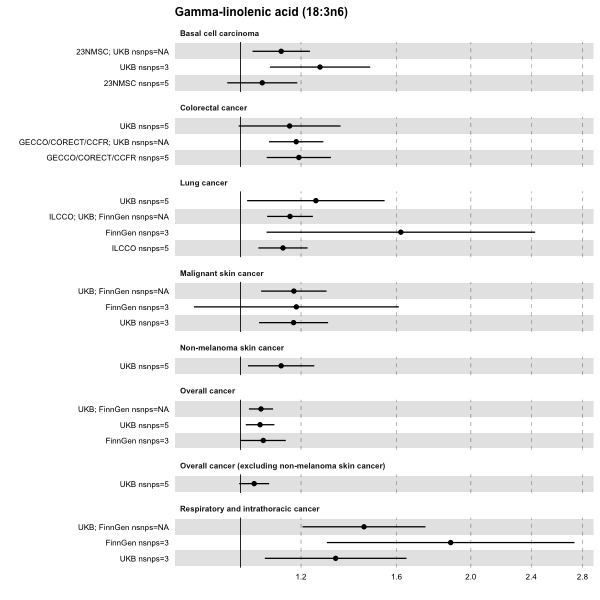 Gamma-linolenic acid (18:3n6)
Basal cell carcinoma
23NMSC; UKB nsnps=NA
UKB nsnps=3
23NMSC nsnps=5
Colorectal cancer
UKB nsnps=5
GECCO/CORECT/CCFR; UKB nsnps=NA
GECCO/CORECT/CCFR nsnps=5
Lung cancer
UKB nsnps=5
ILCCO; UKB; FinnGen nsnps=NA
FinnGen nsnps=3
ILCCO nsnps=5
Malignant skin cancer
UKB; FinnGen nsnps=NA
FinnGen nsnps=3
UKB nsnps=3
Non-melanoma skin cancer
UKB nsnps=5
Overall cancer
UKB; FinnGen nsnps=NA
UKB nsnps=5
FinnGen nsnps=3
Overall cancer (excluding non-melanoma skin cancer)
UKB nsnps=5
Respiratory and intrathoracic cancer
UKB; FinnGen nsnps=NA
FinnGen nsnps=3
UKB nsnps=3
1.2 1.6 2.0 2.4 2.8